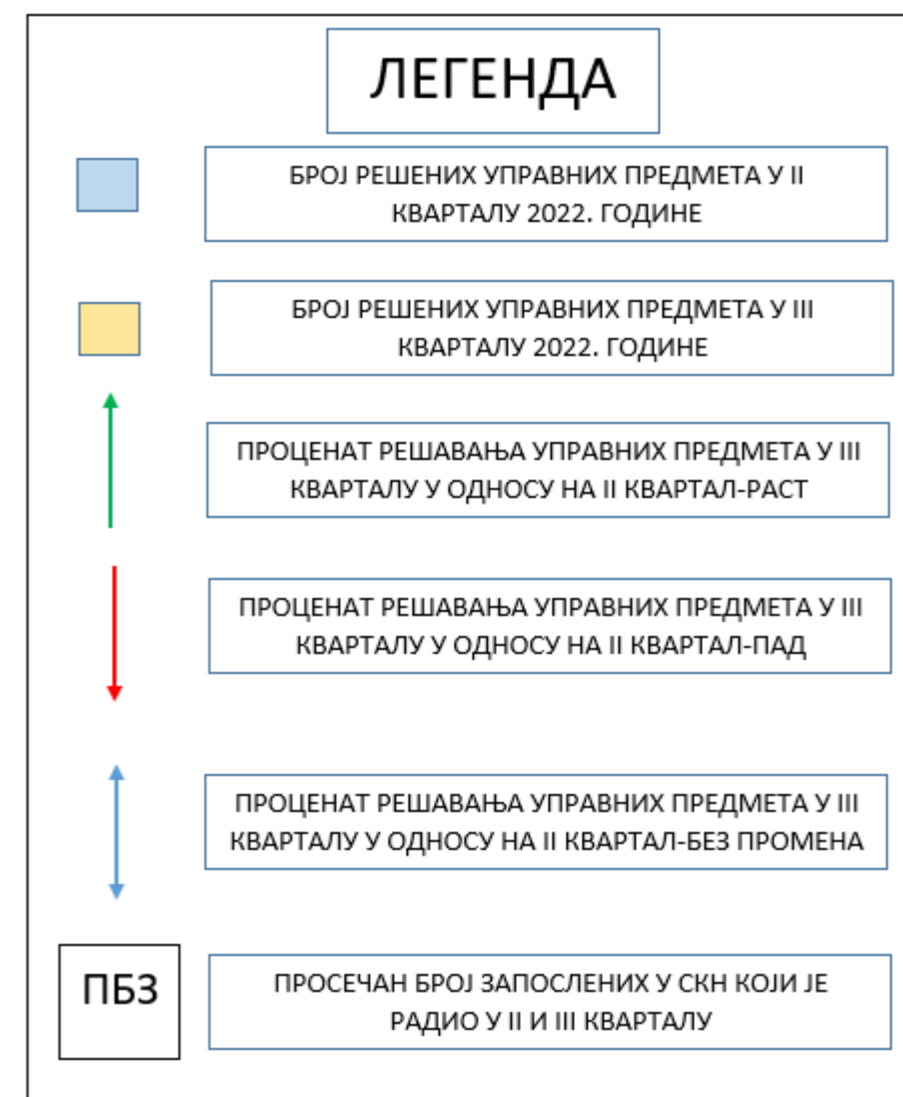 ЛЕГЕНДА
БРОЈ РЕШЕНИХ УПРАВНИХ ПРЕДМЕТА У II
КВАРТАЛУ 2022. ГОДИНЕ
БРОЈ РЕШЕНИХ УПРАВНИХ ПРЕДМЕТА У III
КВАРТАЛУ 2022. ГОДИНЕ
ПРОЦЕНАТ РЕШАВАЊА УПРАВНИХ ПРЕДМЕТА У III
КВАРТАЛУ У ОДНОСУ НА II КВАРТАЛ-РАСТ
ПРОЦЕНАТ РЕШАВАЊА УПРАВНИХ ПРЕДМЕТА У III
КВАРТАЛУ У ОДНОСУ НА II КВАРТАЛ-ПАД
ПРОЦЕНАТ РЕШАВАЊА УПРАВНИХ ПРЕДМЕТА У III
КВАРТАЛУ У ОДНОСУ НА II КВАРТАЛ-БЕЗ ПРОМЕНА
ПБЗ
ПРОСЕЧАН БРОЈ ЗАПОСЛЕНИХ У СКН КОЈИ ЈЕ
РАДИО У II И III КВАРТАЛУ